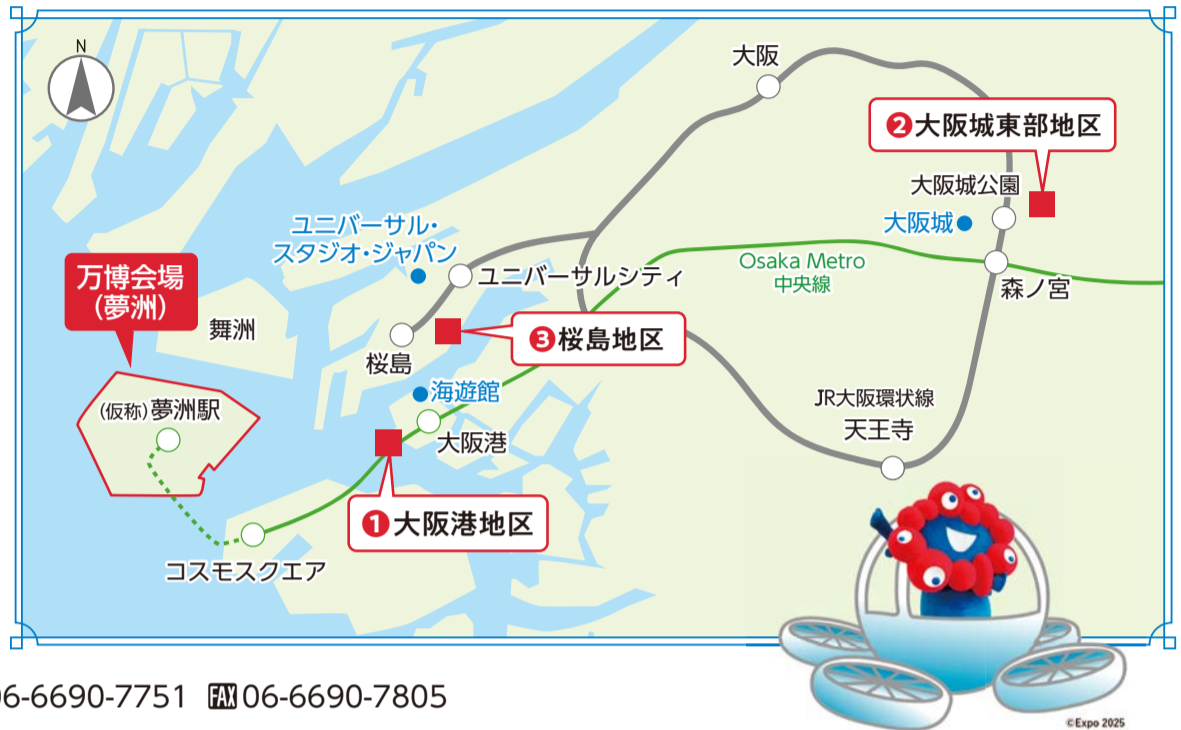 N
大阪
❷大阪城東部地区
大阪城公園
大阪城
ユニバーサル・
スタジオ・ジャパン
Osaka Metro
中央線
森ノ宮
万博会場
(夢洲)
舞洲
ユニバーサルシティ
❸桜島地区
桜島
海遊館
(仮称)夢洲駅
大阪港
JR大阪環状線
天王寺
❶大阪港地区
コスモスクエア
06-6690-7751 FAX 06-6690-7805
©Expo 2025